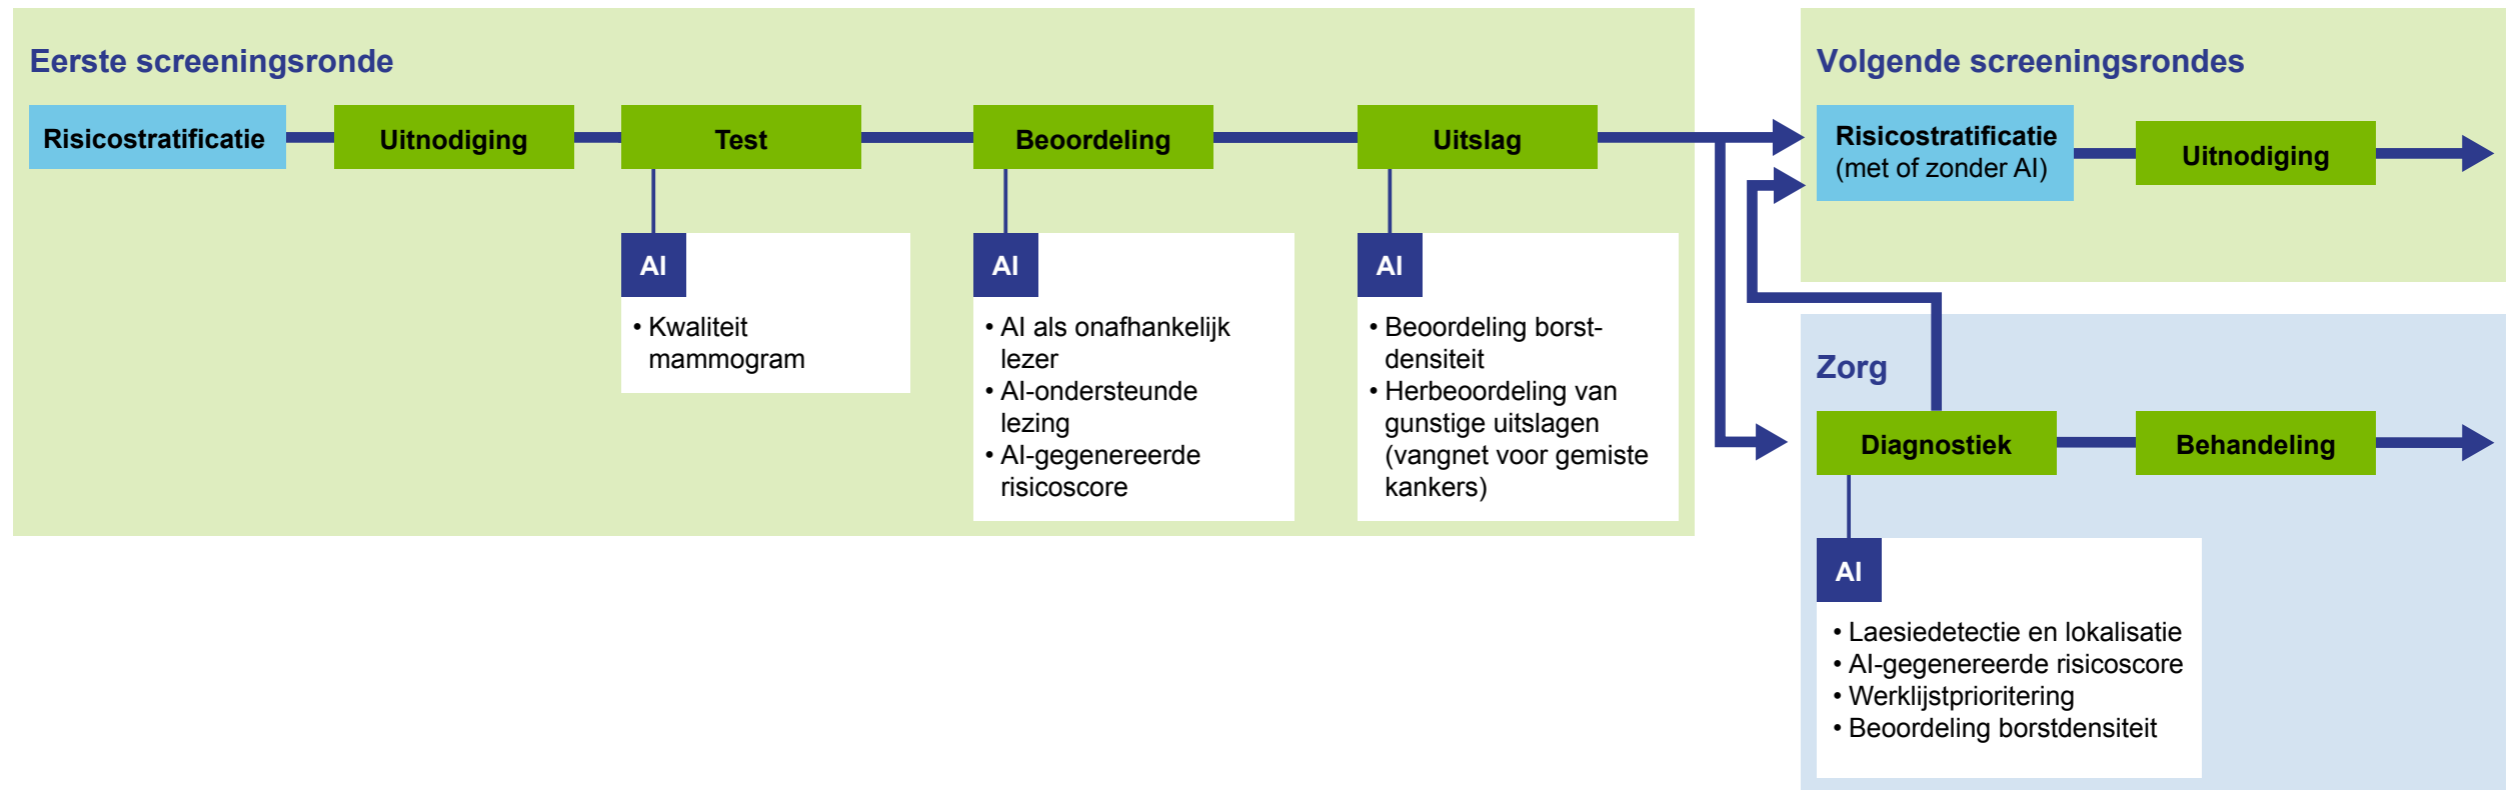 Eerste screeningsronde
Risicostratificatie
Uitnodiging
Test
Beoordeling
Uitslag
AI
• Kwaliteit
mammogram
AI
• AI als onafhankelijk
lezer
• AI-ondersteunde
lezing
• AI-gegenereerde
risicoscore
AI
• Beoordeling borst-
densiteit
• Herbeoordeling van
gunstige uitslagen
(vangnet voor gemiste
kankers)
Volgende screeningsrondes
Risicostratificatie
(met of zonder AI)
Uitnodiging
Zorg
Diagnostiek
Behandeling
AI
• Laesiedetectie en lokalisatie
• AI-gegenereerde risicoscore
• Werklijstprioritering
• Beoordeling borstdensiteit